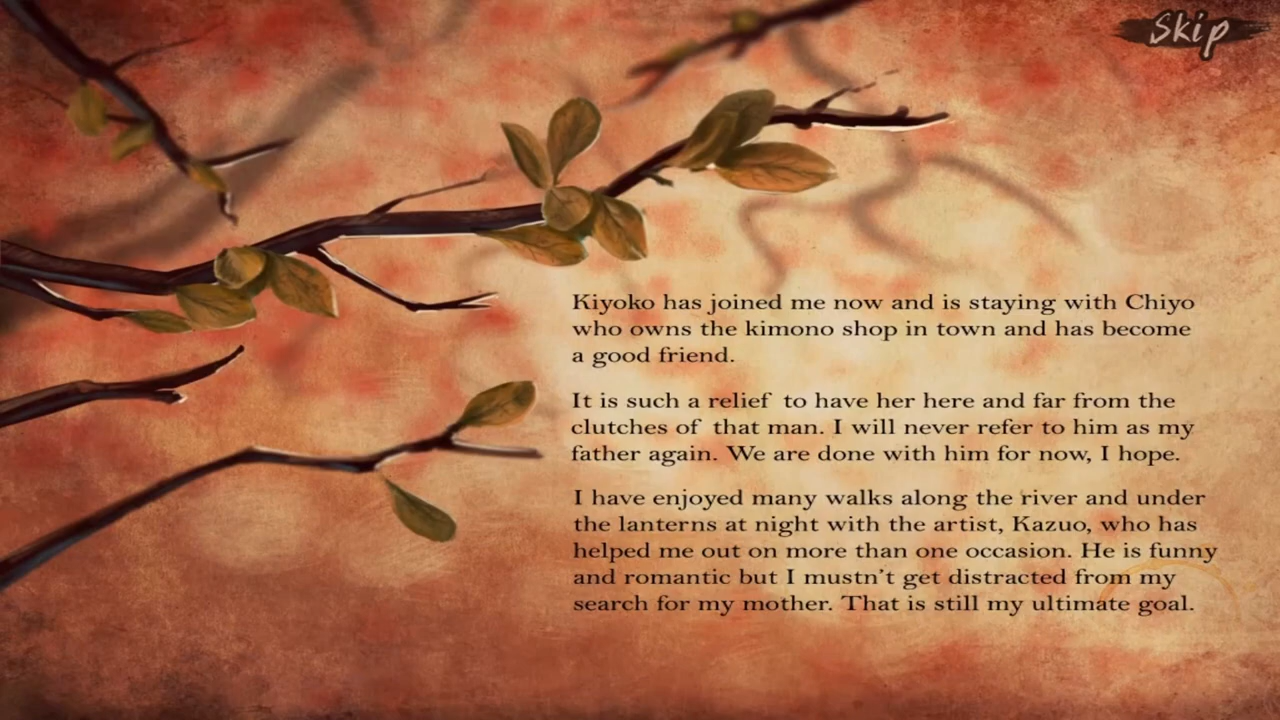 Skip
Kiyoko has joined me now and is staying with Chiyo
who owns the kimono shop in town and has become
a good friend.
It is such a relief to have her here and far from the
clutches of that man. I will never refer to him as my
father again. We are done with him for now, I hope.
I have enjoyed many walks along the river and under
the lanterns at night with the artist, Kazuo, who has
helped me out on more than one occasion. He is funny
and romantic but I mustn't get distracted from my
search for my mother. That is still my ultimate goal.